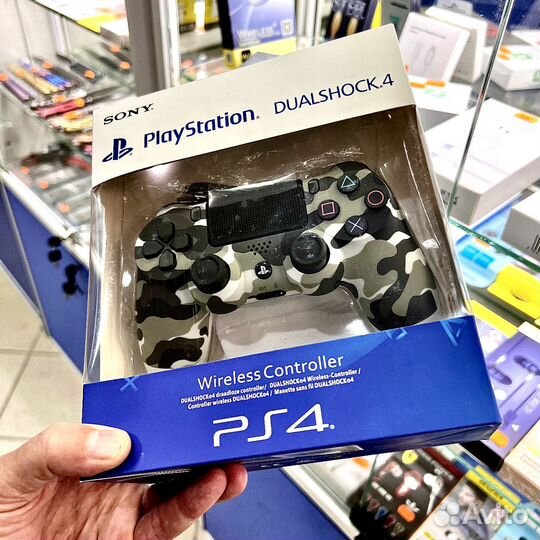 WIRELESS
SONY
PlayStation®
DUALSHOCK®4
Wireless Controller
DUALSHOCK®4 draadloze controller/ DUALSHOCK®4 Wireless-Controller/
Controller wireless DUALSHOCK®4 / Manette sans fil DUALSHOCK®4
PS4
Avito